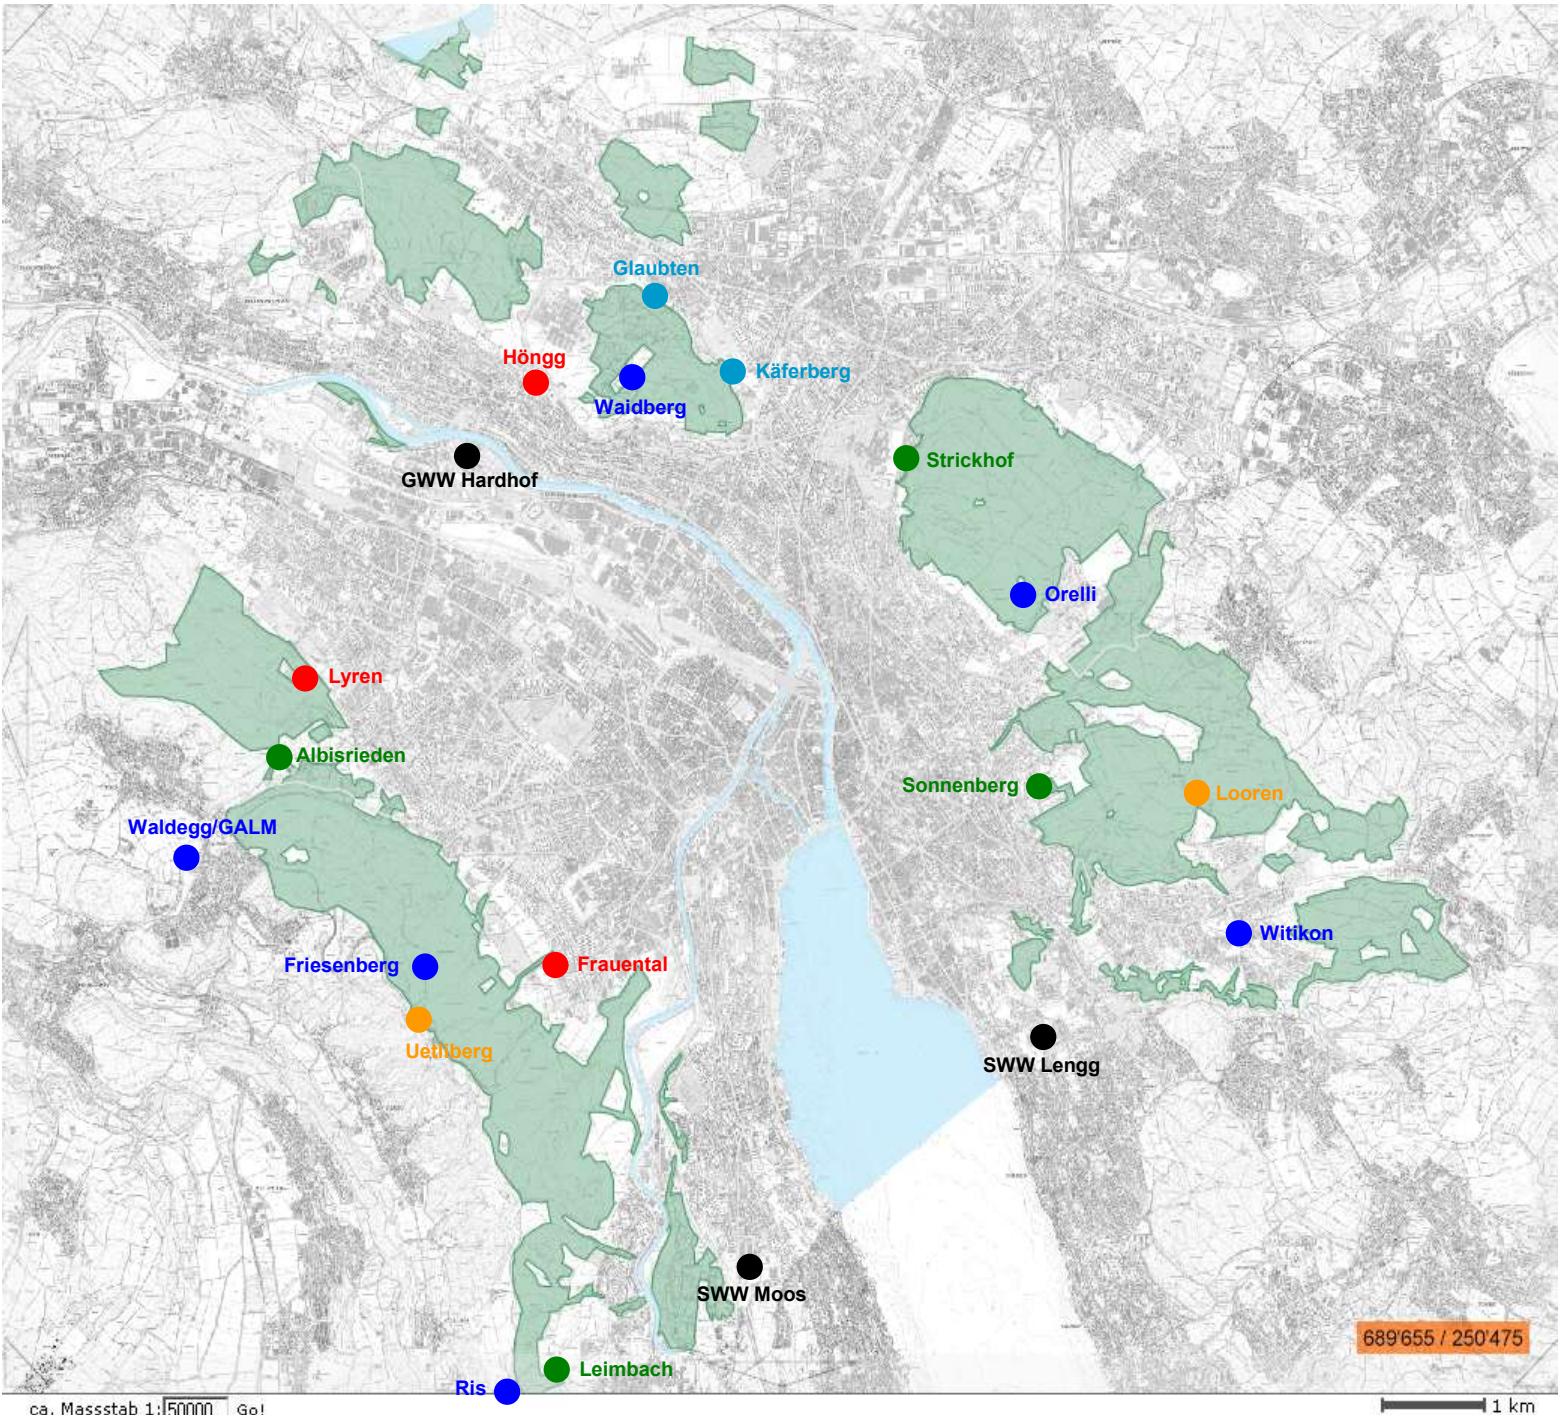 Glaubten
Höngg
Käferberg
Waidberg
Strickhof
GWW Hardhof
Orelli
Lyren
Albisrieden
Sonnenberg
Looren
Waldegg/GALM
Witikon
Friesenberg
Frauental
Uetliberg
SWW Lengg
SWW Moos
689'655 / 250'475
Leimbach
Ris
ca. Massstab 1: 50000 Go!
1 km